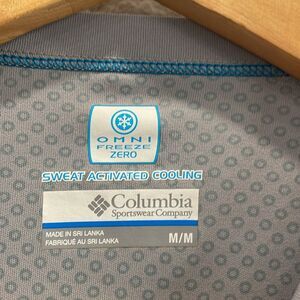 OMNI
FREEZE
ZERO
SWEAT ACTIVATED COOLING
Columbia
Sportswear Company
MADE IN SRI LANKA
FABRIQUÉ AU SRI LANKA
M/M